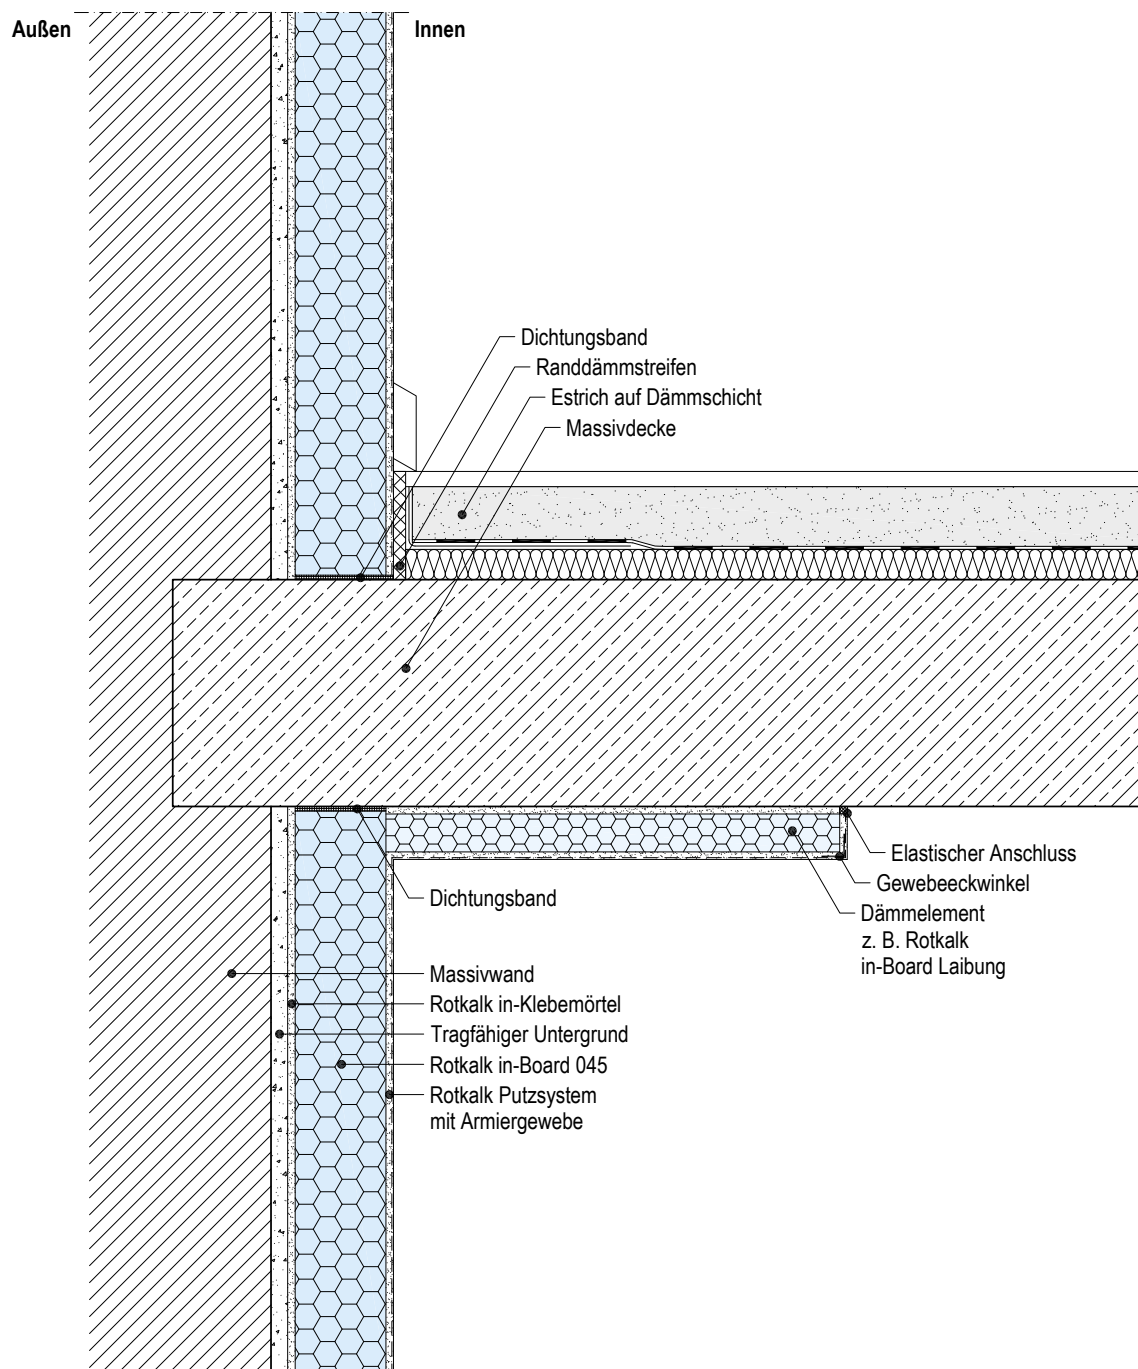 Außen
Innen
Dichtungsband
Randdämmstreifen
Estrich auf Dämmschicht
Massivdecke
Elastischer Anschluss
Gewebeeckwinkel
Dämmelement
z. B. Rotkalk
in-Board Laibung
Dichtungsband
Massivwand
Rotkalk in-Klebemörtel
Tragfähiger Untergrund
Rotkalk in-Board 045
Rotkalk Putzsystem
mit Armiergewebe